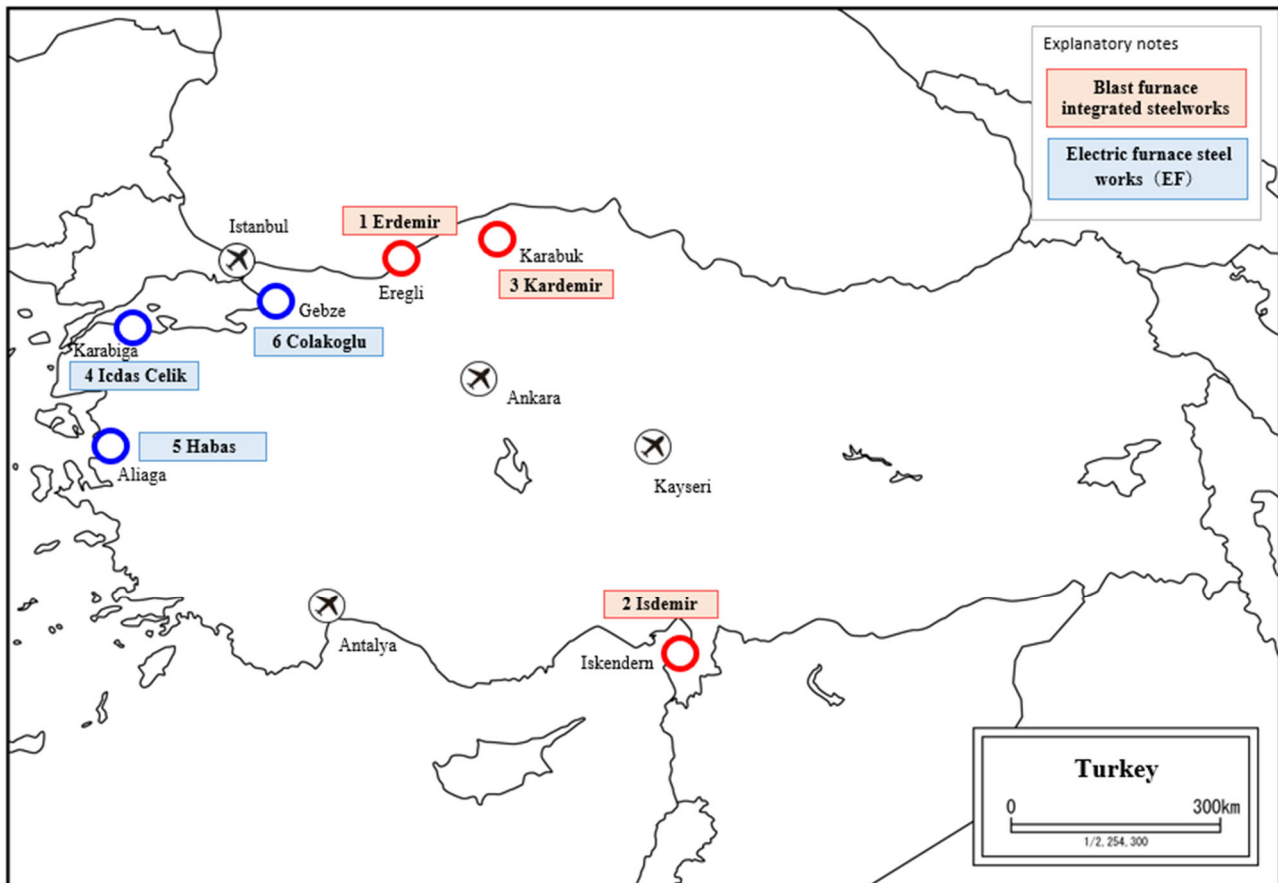 Explanatory notes
Blast furnace
integrated steelworks
Electric furnace steel
works（EF）
1 Erdemir
Istanbul
Karabuk
Eregli
3 Kardemir
Gebze
6 Colakoglu
Karabiga
4 Icdas Celik
Ankara
5 Habas
Aliaga
Kayseri
2 Isdemir
Antalya
Iskendern
Turkey
0 300km
1/2,254,300